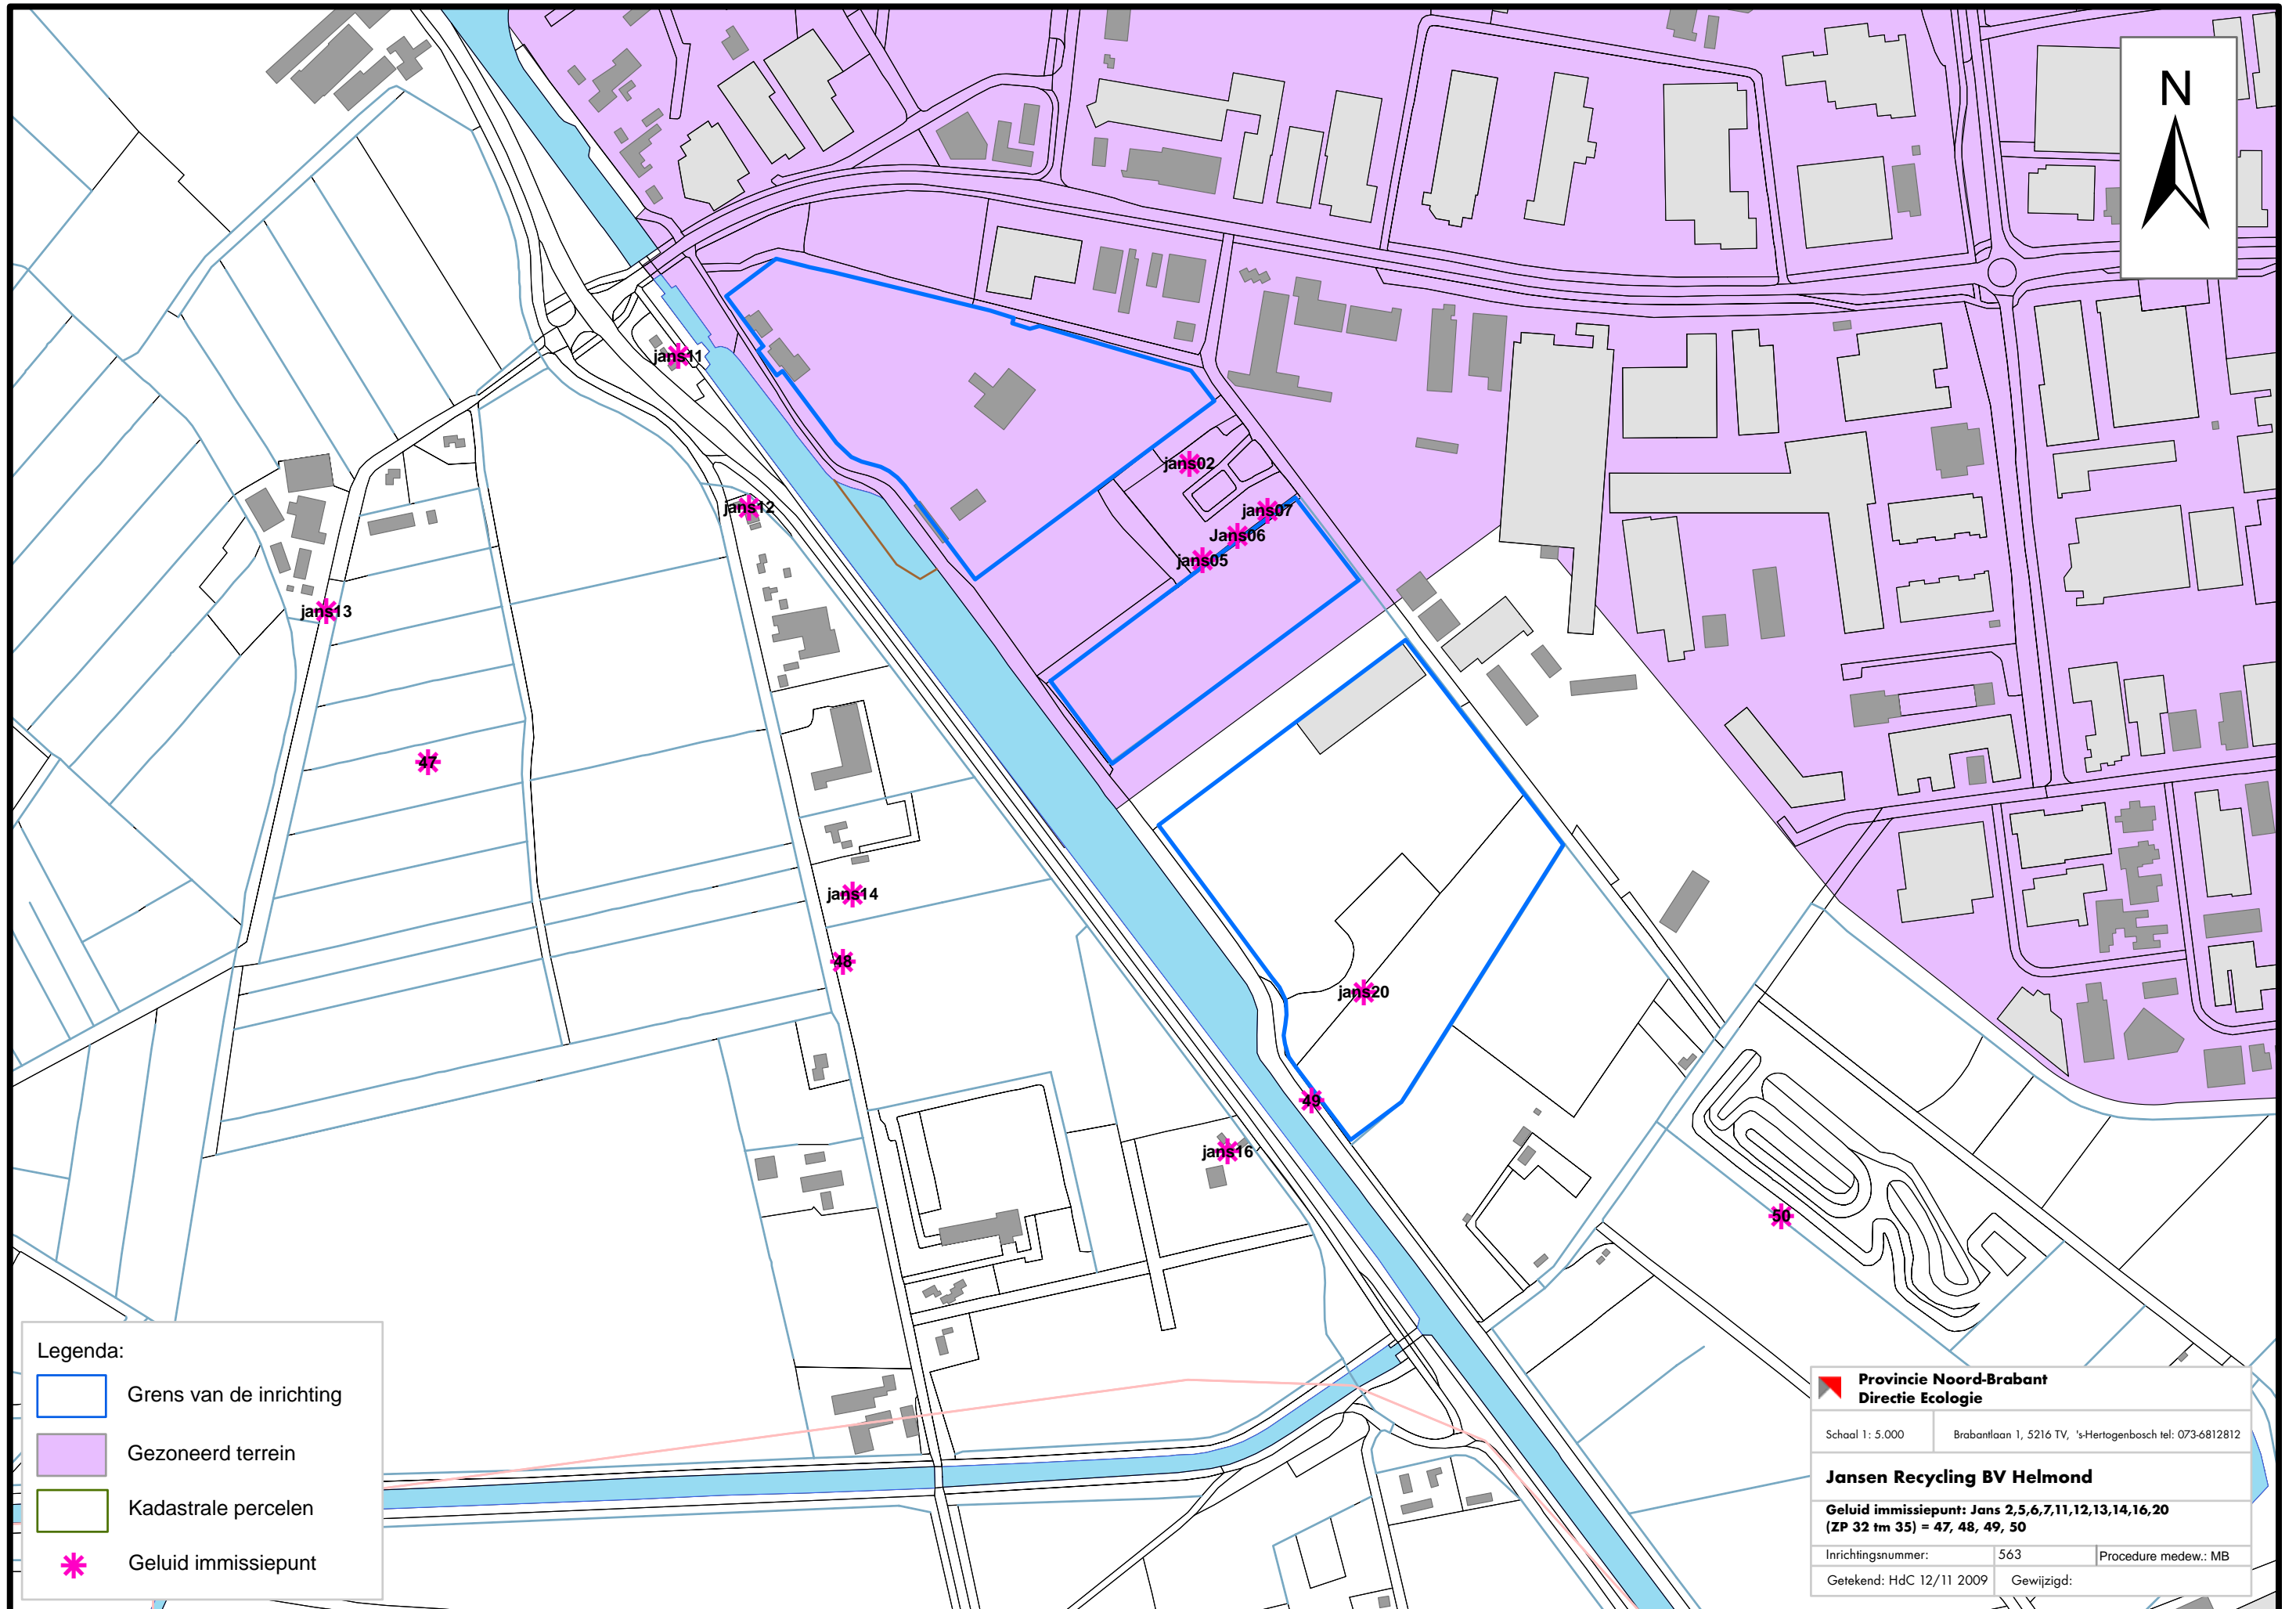 N
jans11
jans02
jans12
jans07
Jans06
jans05
jans13
47
jans14
48
jans20
49
jans16
50
Legenda:
Grens van de inrichting
Gezoneerd terrein
Kadastrale percelen
Geluid immissiepunt
Provincie Noord-Brabant
Directie Ecologie
Schaal 1: 5.000 Brabantlaan 1, 5216 TV, 's-Hertogenbosch tel: 073-6812812
Jansen Recycling BV Helmond
Geluid immissiepunt: Jans 2,5,6,7,11,12,13,14,16,20
(ZP 32 tm 35) = 47, 48, 49, 50
Inrichtingsnummer: 563 Procedure medew.: MB
Getekend: HdC 12/11 2009 Gewijzigd: